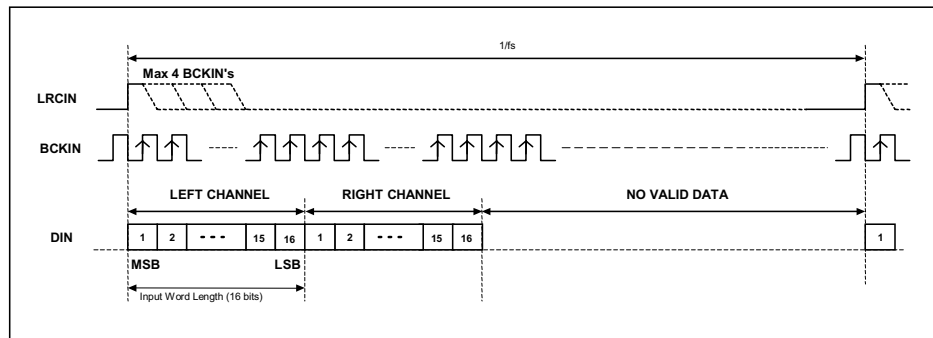 1/fs
Max 4 BCKIN's
LRCIN
BCKIN
LEFT CHANNEL RIGHT CHANNEL NO VALID DATA
DIN 1 2 15 16 1 2 15 16 1
MSB LSB
Input Word Length (16 bits)